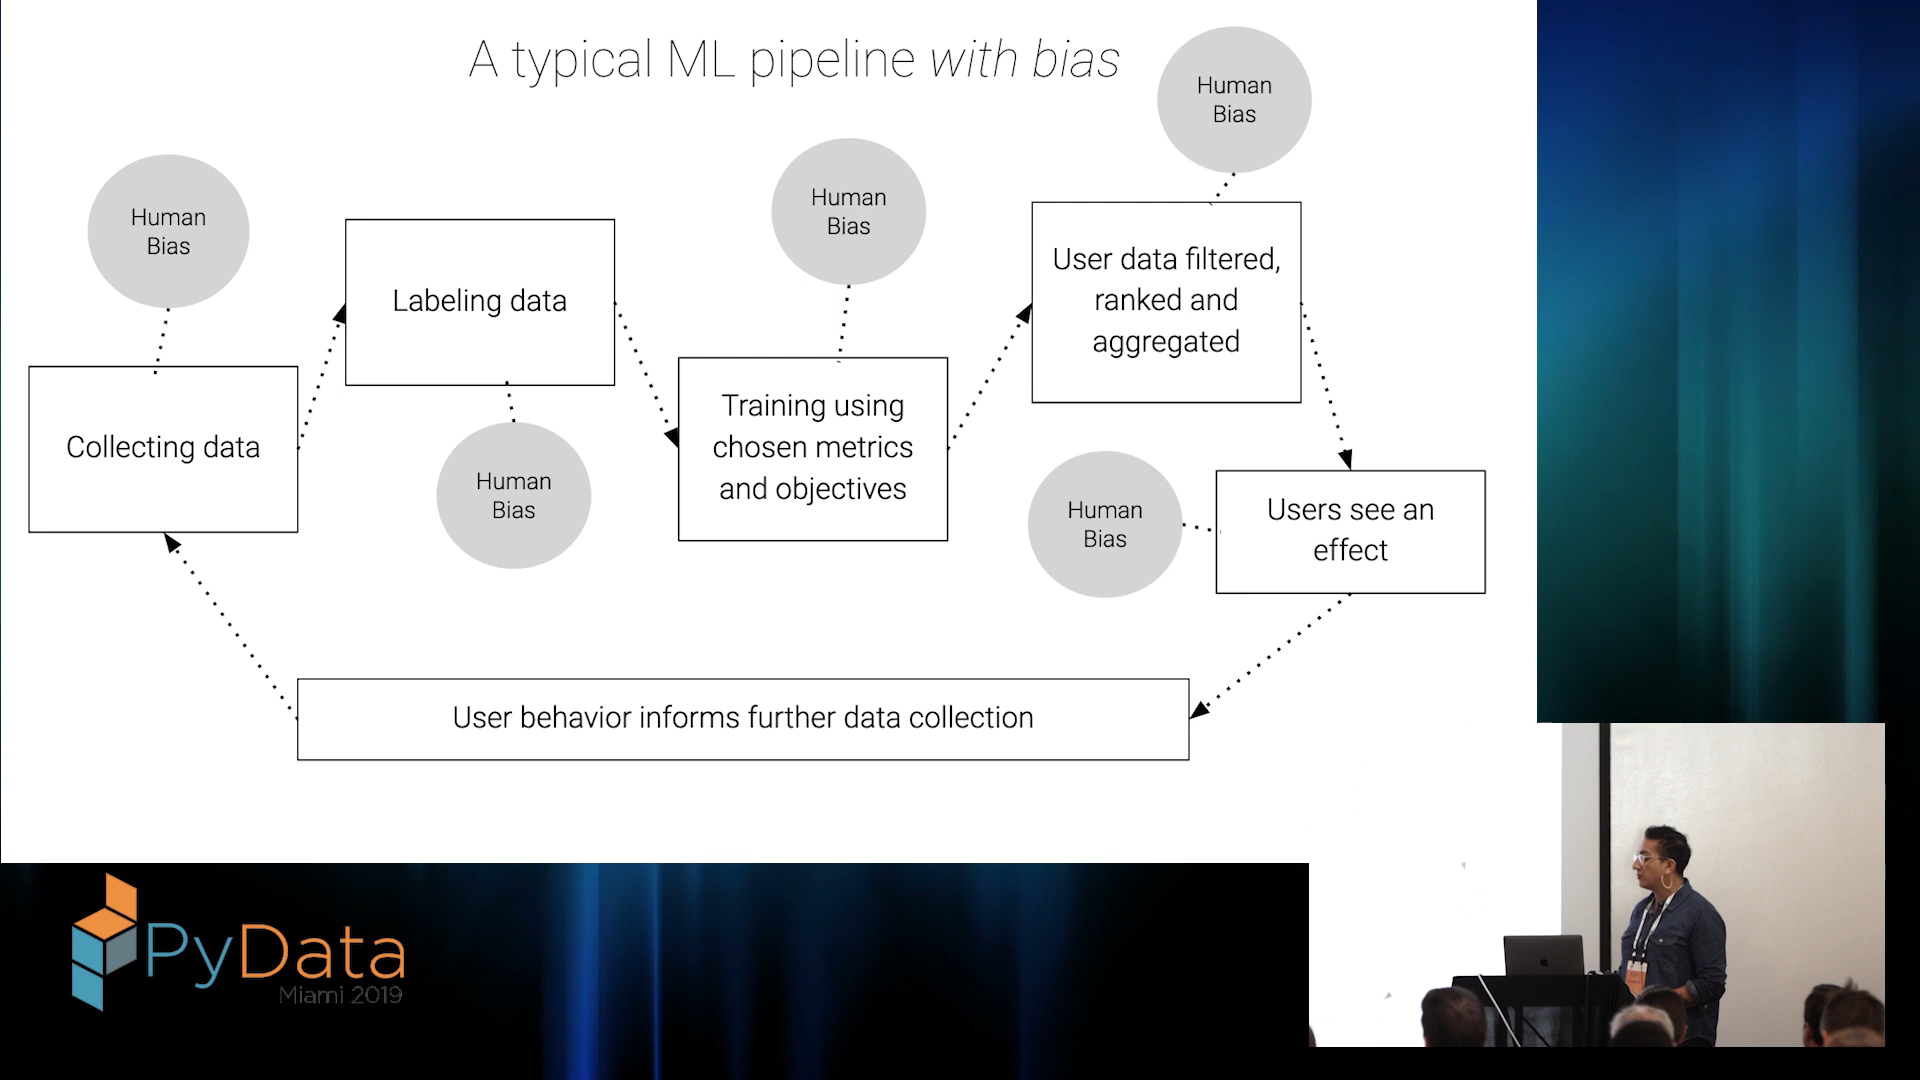 A typical ML pipeline with bias
Human
Bias
Human
Bias
Human
Bias
Labeling data
User data filtered,
ranked and
aggregated
Collecting data
Training using
chosen metrics
and objectives
Human
Bias
Human
Bias
Users see an
effect
User behavior informs further data collection
PyData
Miami 2019